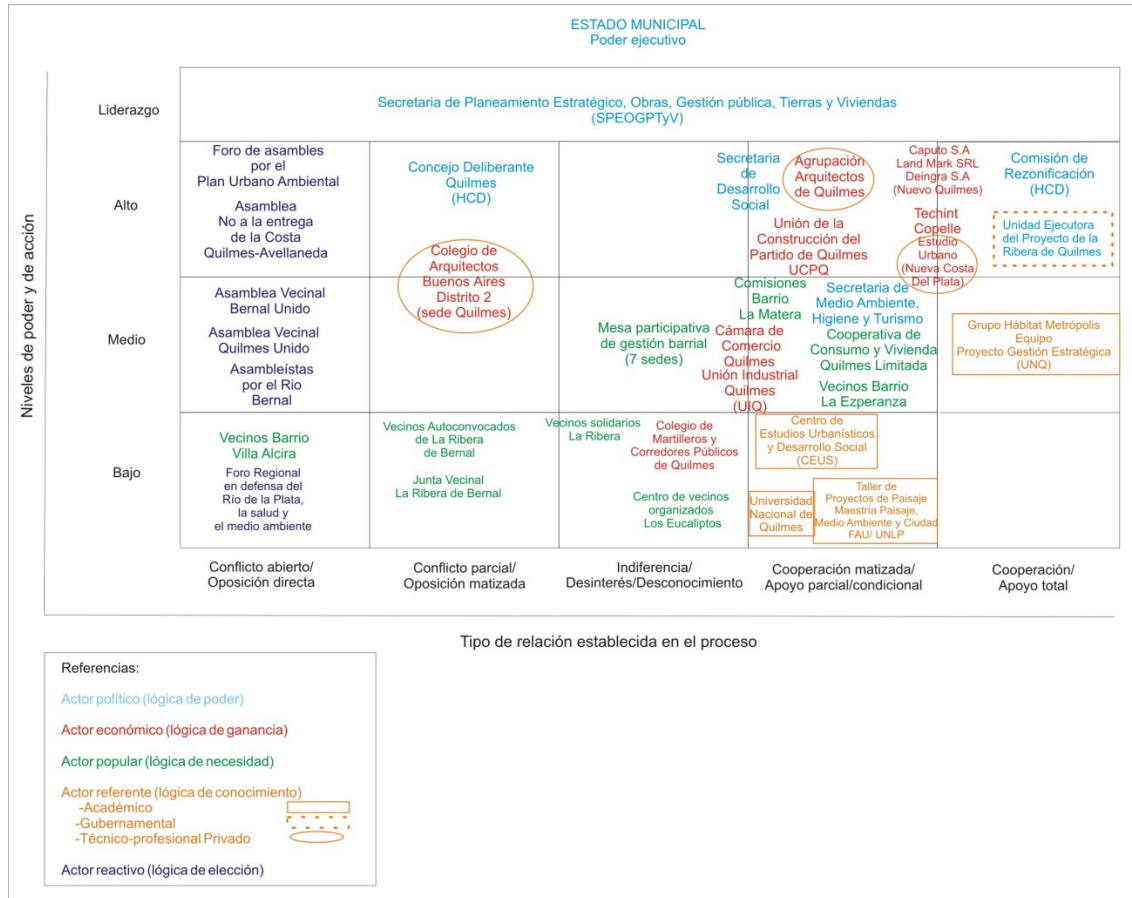 ESTADO MUNICIPAL
Poder ejecutivo
Niveles de poder y de acción
Liderazgo
Secretaria de Planeamiento Estratégico, Obras, Gestión pública, Tierras y Viviendas
(SPEOGPTyV)
Alto
Foro de asambles
por el
Plan Urbano Ambiental
Asamblea
No a la entrega
de la Costa
Quilmes-Avellaneda
Concejo Deliberante
Quilmes
(HCD)
Colegio de
Arquitectos
Buenos Aires
Distrito 2
(sede Quilmes)
Secretaria
de
Desarrollo
Social
Agrupación
Arquitectos
de Quilmes
Unión de la
Construcción del
Partido de Quilmes
UCPQ
Caputo S.A
Land Mark SRL
Deingra S.A
(Nuevo Quilmes)
Techint
Copelle
Estudio
Urbano
(Nueva Costa
Del Plata)
Comisión de
Rezonificación
(HCD)
Unidad Ejecutora
del Proyecto de la
Ribera de Quilmes
Medio
Asamblea Vecinal
Bernal Unido
Asamblea Vecinal
Quilmes Unido
Asambleístas
por el Rio
Bernal
Mesa participativa
de gestión barrial
(7 sedes)
Comisiones
Barrio
La Matera
Cámara de
Comercio
Quilmes
Unión Industrial
Quilmes
(UIQ)
Secretaria de
Medio Ambiente,
Higiene y Turismo
Cooperativa de
Consumo y Vivienda
Quilmes Limitada
Vecinos Barrio
La Ezperanza
Grupo Hábitat Metrópolis
Equipo
Proyecto Gestión Estratégica
(UNQ)
Bajo
Vecinos Barrio
Villa Alcira
Foro Regional
en defensa del
Río de la Plata,
la salud y
el medio ambiente
Vecinos Autoconvocados
de La Ribera
de Bernal
Junta Vecinal
La Ribera de Bernal
Vecinos solidarios
La Ribera
Colegio de
Martilleros y
Corredores Públicos
de Quilmes
Centro de vecinos
organizados
Los Eucaliptos
Centro de
Estudios Urbanísticos
y Desarrollo Social
(CEUS)
Universidad
Nacional de
Quilmes
Taller de
Proyectos de Paisaje
Maestría Paisaje,
Medio Ambiente y Ciudad
FAU/ UNLP
Conflicto abierto/
Oposición directa
Conflicto parcial/
Oposición matizada
Indiferencia/
Desinterés/Desconocimiento
Cooperación matizada/
Apoyo parcial/condicional
Cooperación/
Apoyo total
Tipo de relación establecida en el proceso
Referencias:
Actor político (lógica de poder)
Actor económico (lógica de ganancia)
Actor popular (lógica de necesidad)
Actor referente (lógica de conocimiento)
-Académico
-Gubernamental
-Técnico-profesional Privado
Actor reactivo (lógica de elección)